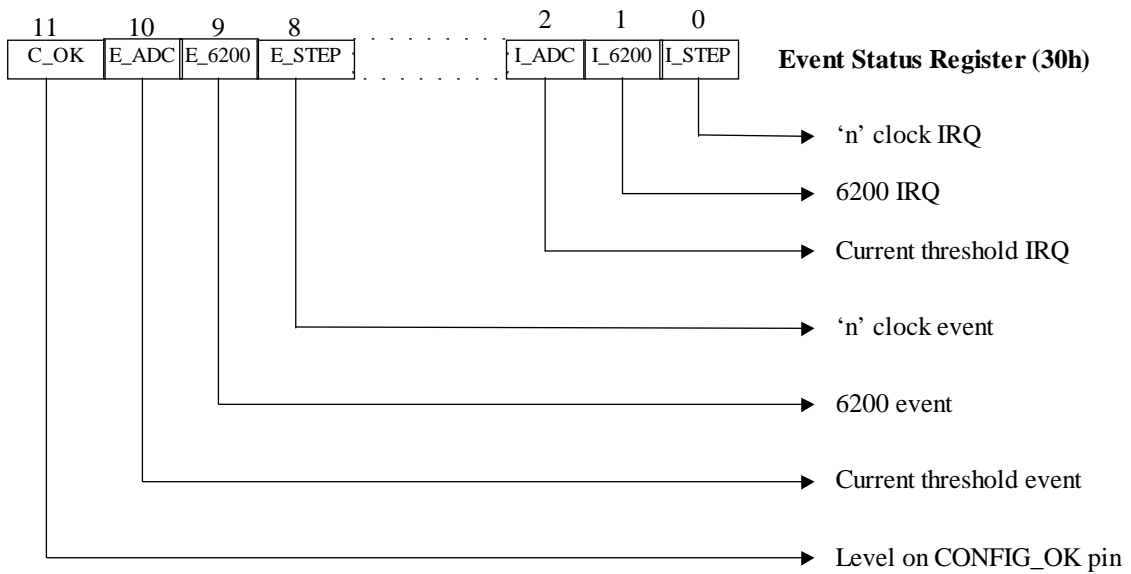 11 10 9 8 2 1 0
C_OK E_ADC E_6200 E_STEP I_ADC I_6200 I_STEP Event Status Register (30h)
‘n’ clock IRQ
6200 IRQ
Current threshold IRQ
‘n’ clock event
6200 event
Current threshold event
Level on CONFIG_OK pin